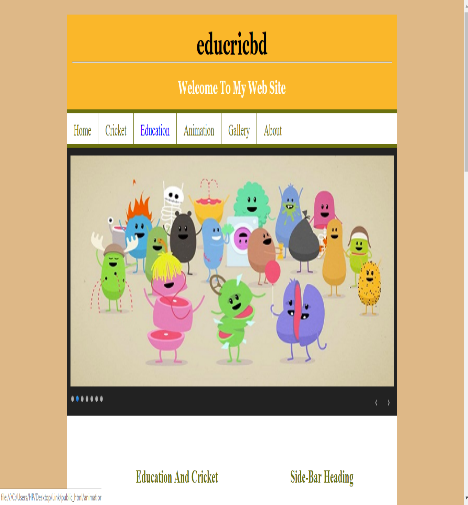 educricbd
Welcome To My Web Site
Home Cricket Education Animation Gallery About
Education And Cricket Side-Bar Heading